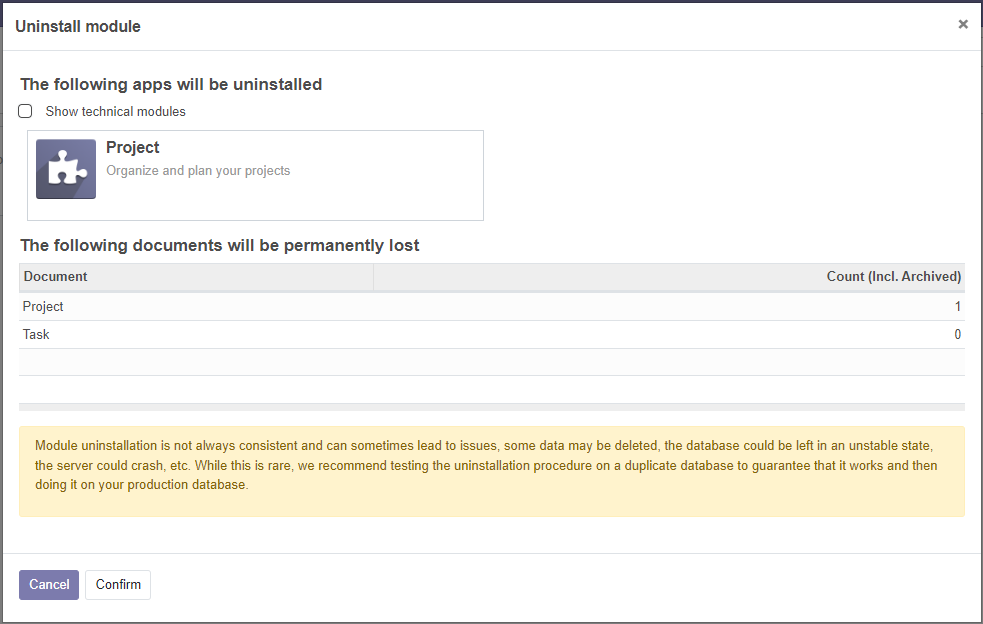 Uninstall module
×
The following apps will be uninstalled
Show technical modules
Project
Organize and plan your projects
The following documents will be permanently lost
Document Count (Incl. Archived)
Project 1
Task 0
Module uninstallation is not always consistent and can sometimes lead to issues, some data may be deleted, the database could be left in an unstable state,
the server could crash, etc. While this is rare, we recommend testing the uninstallation procedure on a duplicate database to guarantee that it works and then
doing it on your production database.
Cancel Confirm